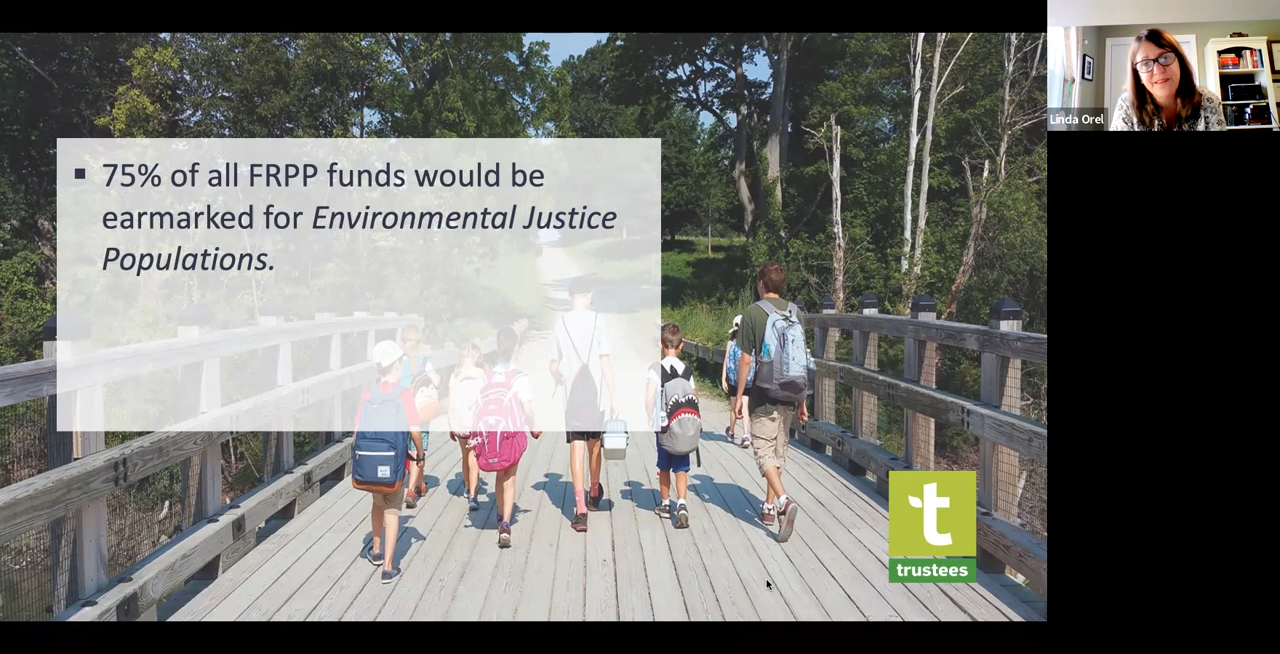 75% of all FRPP funds would be
earmarked for Environmental Justice
Populations.
Linda Orel
t
trustees